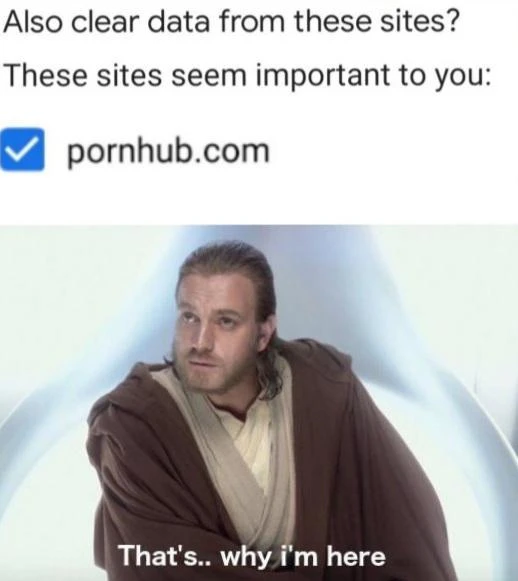 Also clear data from these sites?
These sites seem important to you:
pornhub.com
That's.. why i'm here